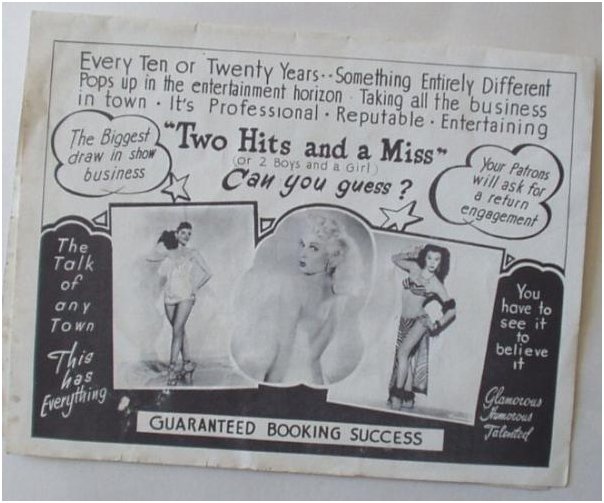 Every Ten or Twenty Years--Something Entirely Different
Pops up in the entertainment horizon · Taking all the business
in town · It's Professional · Reputable · Entertaining
"Two Hits and a Miss"
(or 2 Boys and a Girl)
Can you guess?
The Biggest
draw in show
business
Your Patrons
will ask for
a return
engagement
The
Talk
of
any
Town
This
has
Everything
You
have to
see it
to
believe
it
Glamorous
Humorous
Talented
GUARANTEED BOOKING SUCCESS